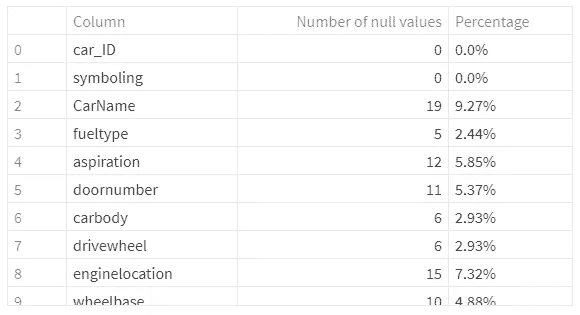 Column Number of null values Percentage
0 car_ID 0 0.0%
1 symboling 0 0.0%
2 CarName 19 9.27%
3 fueltype 5 2.44%
4 aspiration 12 5.85%
5 doornumber 11 5.37%
6 carbody 6 2.93%
7 drivewheel 6 2.93%
8 enginelocation 15 7.32%
9 wheelbase 10 4.88%